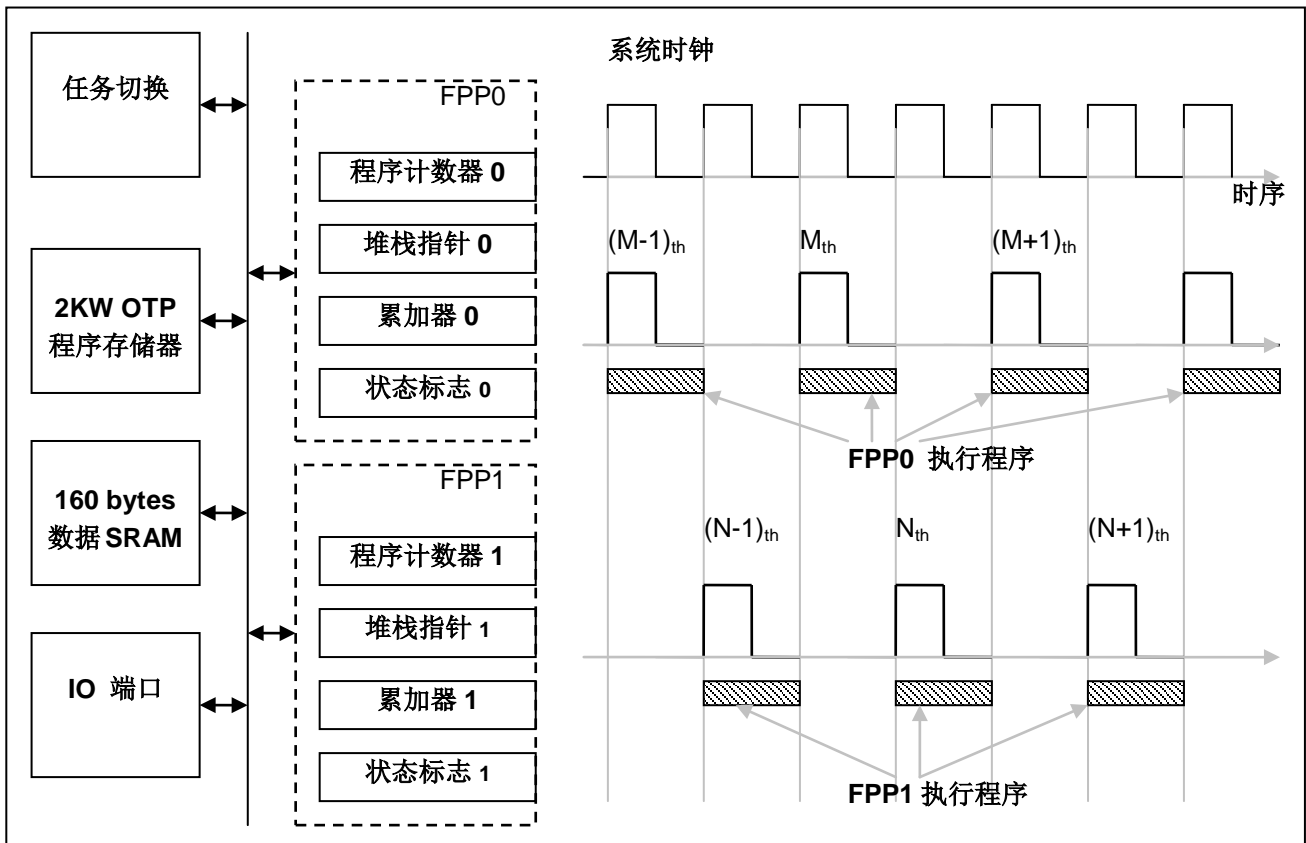 任务切换
2KW OTP
程序存储器
160 bytes
数据 SRAM
IO 端口
FPP0
程序计数器 0
堆栈指针 0
累加器 0
状态标志 0
FPP1
程序计数器 1
堆栈指针 1
累加器 1
状态标志 1
系统时钟
时序
(M-1)th
Mth
(M+1)th
FPP0 执行程序
(N-1)th
Nth
(N+1)th
FPP1 执行程序